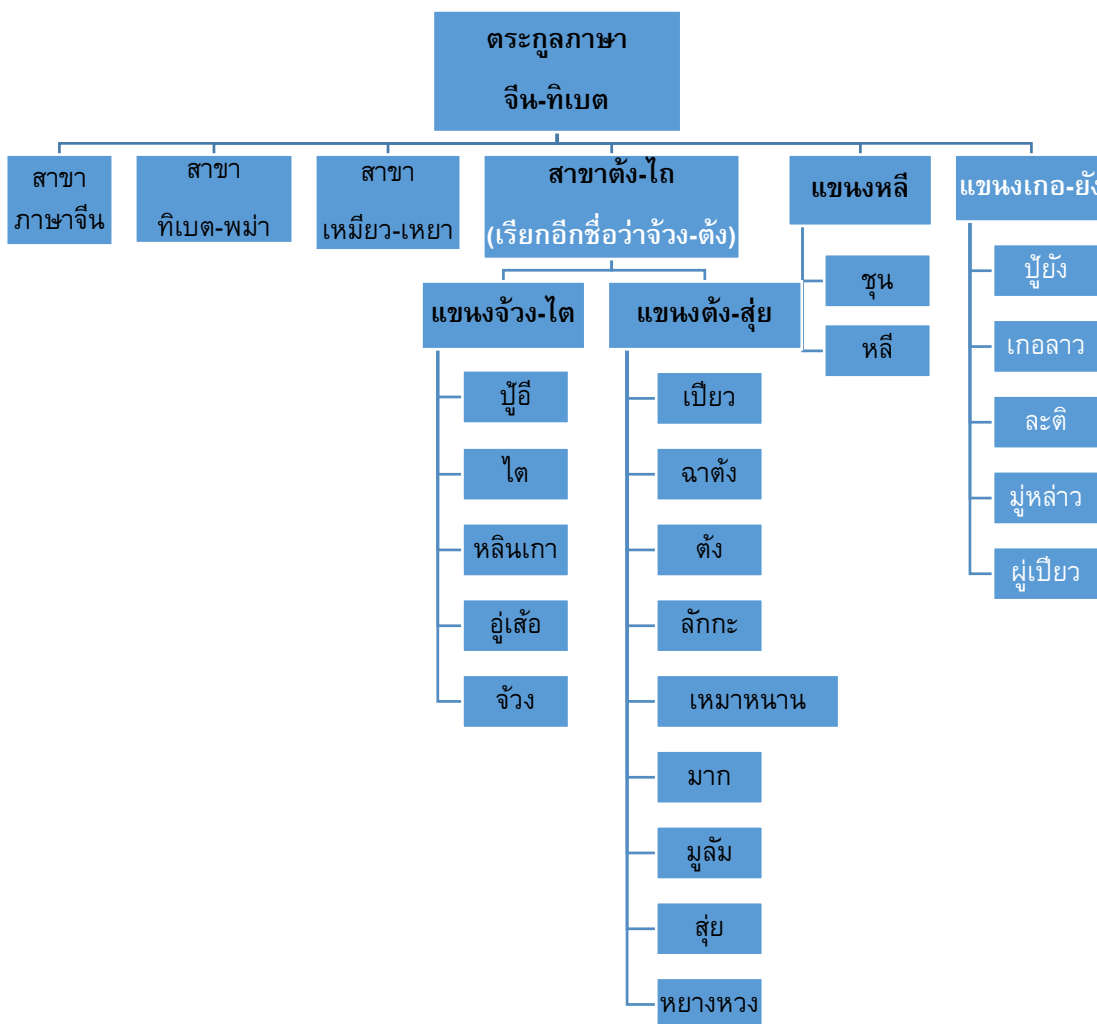 ตระกูลภาษา
จีน-ทิเบต
สาขา
ภาษาจีน
สาขา
ทิเบต-พม่า
สาขา
เหมียว-เหยา
สาขาต้ง-ไถ
(เรียกอีกชื่อว่าจ้วง-ตัง)
แขนงจ้วง-ไต
ปู้อี
ไต
หลินเกา
อู่เส้อ
จ้วง
แขนงต้ง-สุ่ย
เปียว
ฉาตัง
ต้ง
ลักกะ
เหมาหนาน
มาก
มูลัม
สุ่ย
หยางหวง
แขนงหลี
ชุน
หลี
แขนงเกอ-ยัง
ปู้ยัง
เกอลาว
ละติ
มู่หล่าว
ผู่เปียว